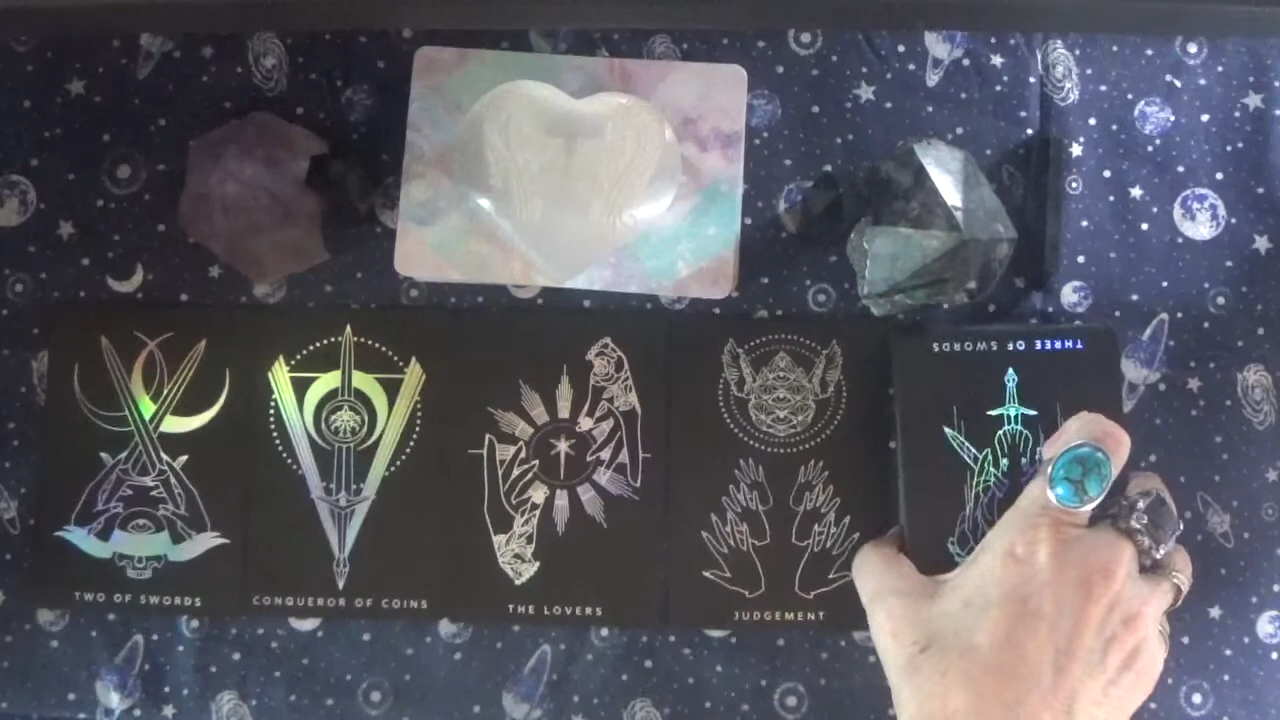 TWO OF SWORDS
CONQUEROR OF COINS
THE LOVERS
JUDGEMENT
THREE OF SWORDS